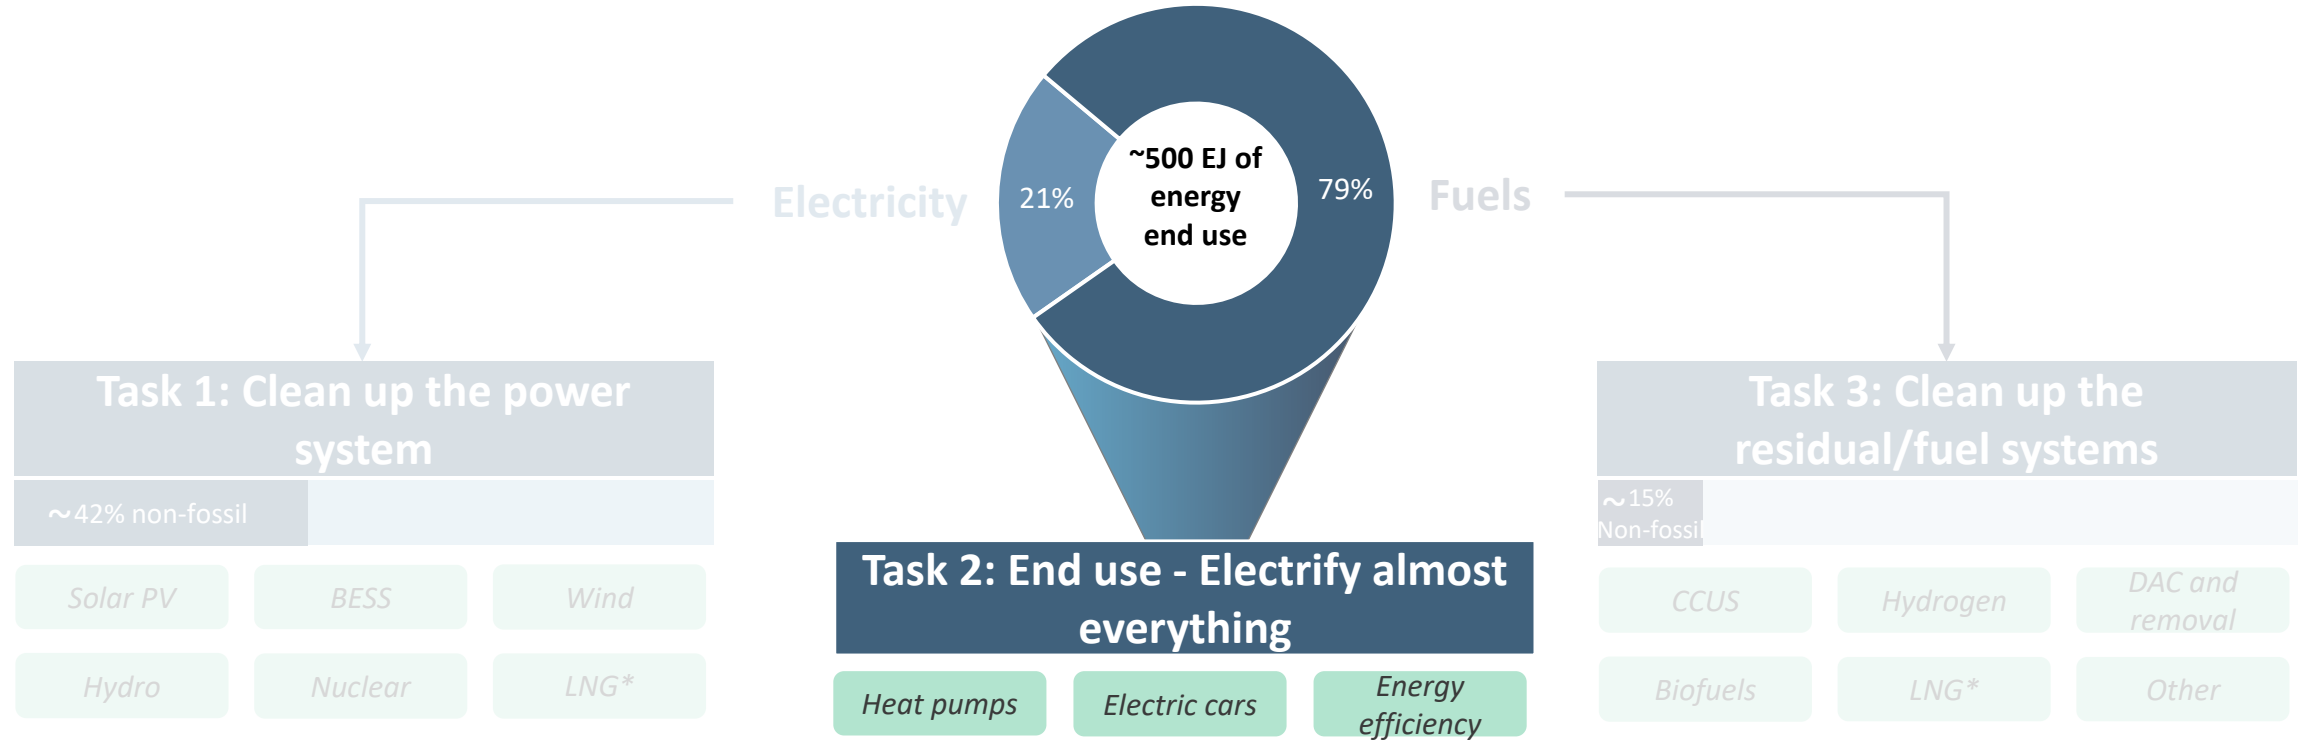 ~500 EJ of
energy
end use
21%
79%
Electricity
Fuels
Task 1: Clean up the power
system
~42% non-fossil
Solar PV
BESS
Wind
Hydro
Nuclear
LNG*
Task 2: End use - Electrify almost
everything
Heat pumps
Electric cars
Energy
efficiency
Task 3: Clean up the
residual/fuel systems
~15%
Non-fossil
CCUS
Hydrogen
DAC and
removal
Biofuels
LNG*
Other